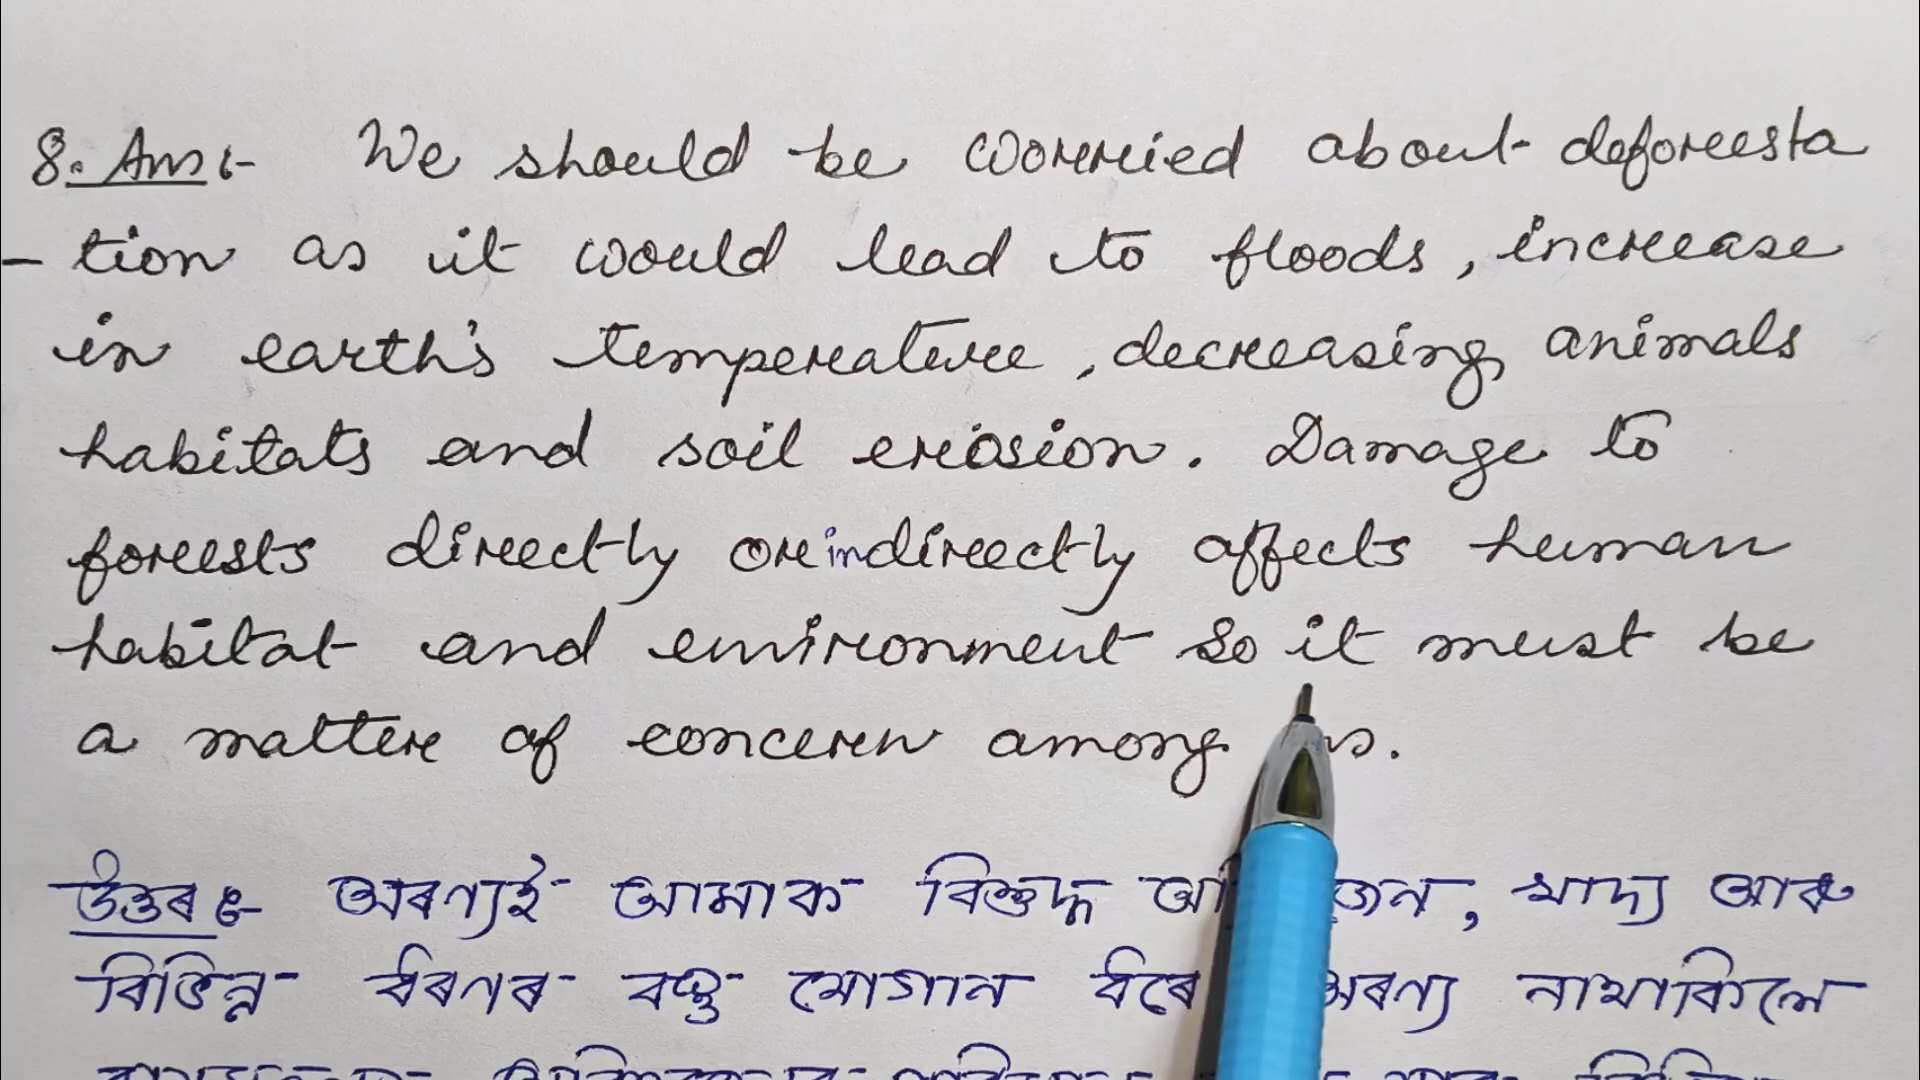 8. Ans :- We should be worried about deforesta
- tion as it would lead to floods, increase
in earth's temperature, decreasing animals
habitats and soil erosion. Damage to
forests directly or indirectly affects human
habitat and environment so it must be
a matter of concern among
উত্তৰঃ- অৰণ্যই আমাক বিশুদ্ধ , খাদ্য আৰু
বিভিন্ন ধৰণৰ বস্তু যোগান ধৰে অৰণ্য নাথাকিলে